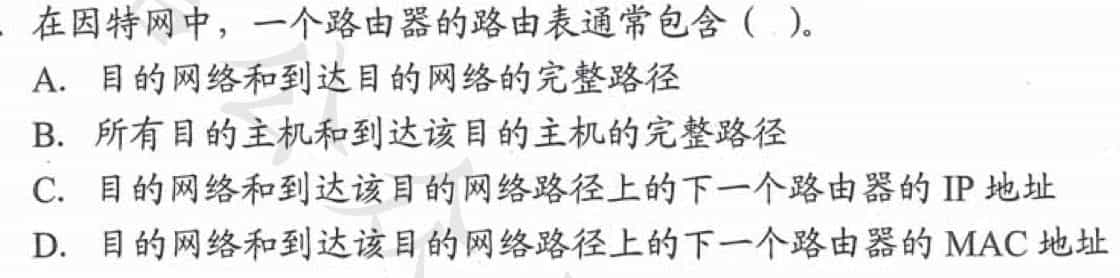 . 在因特网中，一个路由器的路由表通常包含（ ）。
A. 目的网络和到达目的网络的完整路径
B. 所有目的主机和到达该目的主机的完整路径
C. 目的网络和到达该目的网络路径上的下一个路由器的 IP 地址
D. 目的网络和到达该目的网络路径上的下一个路由器的 MAC 地址